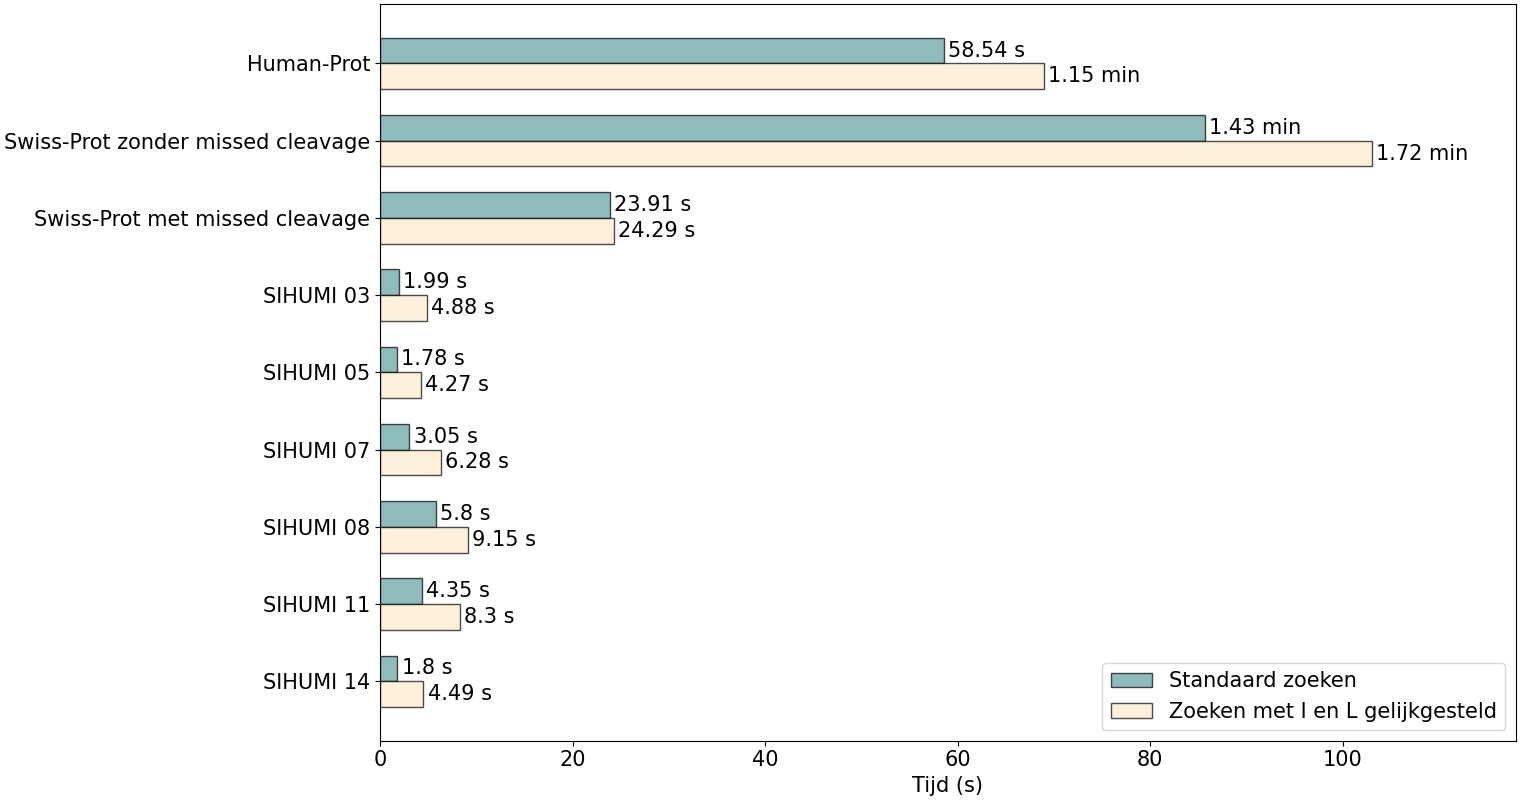 Human-Prot
58.54 s
1.15 min
Swiss-Prot zonder missed cleavage
1.43 min
1.72 min
Swiss-Prot met missed cleavage
23.91 s
24.29 s
SIHUMI 03
1.99 s
4.88 s
SIHUMI 05
1.78 s
4.27 s
SIHUMI 07
3.05 s
6.28 s
SIHUMI 08
5.8 s
9.15 s
SIHUMI 11
4.35 s
8.3 s
SIHUMI 14
1.8 s
4.49 s
Standaard zoeken
Zoeken met I en L gelijkgesteld
0 20 40 60 80 100
Tijd (s)